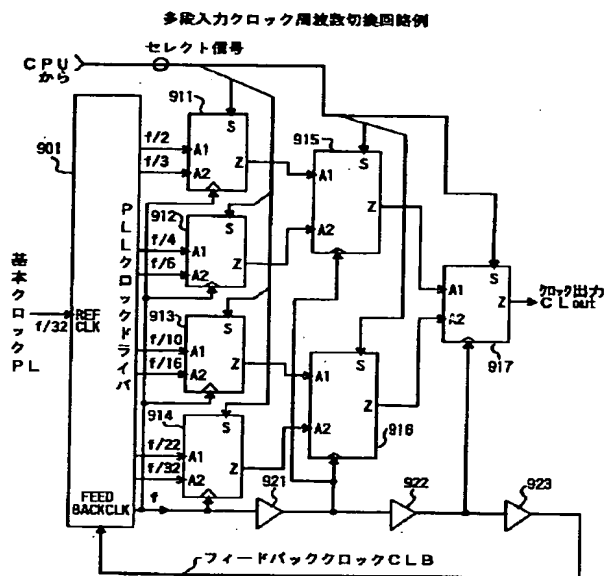 多段入力クロック周波数切換回路例
セレクト信号
CPU
から
901
基本クロックPL
f/32
REF
CLK
PLLクロックドライバ
FEED
BACKCLK
f/2
f/3
f/4
f/6
f/10
f/16
f/22
f/32
f
911
S
A1
A2
Z
912
S
A1
A2
Z
913
S
A1
A2
Z
914
S
A1
A2
Z
915
S
A1
A2
Z
916
S
A1
A2
Z
917
S
A1
A2
Z
クロック出力
CLout
921
922
923
フィードバッククロックCLB